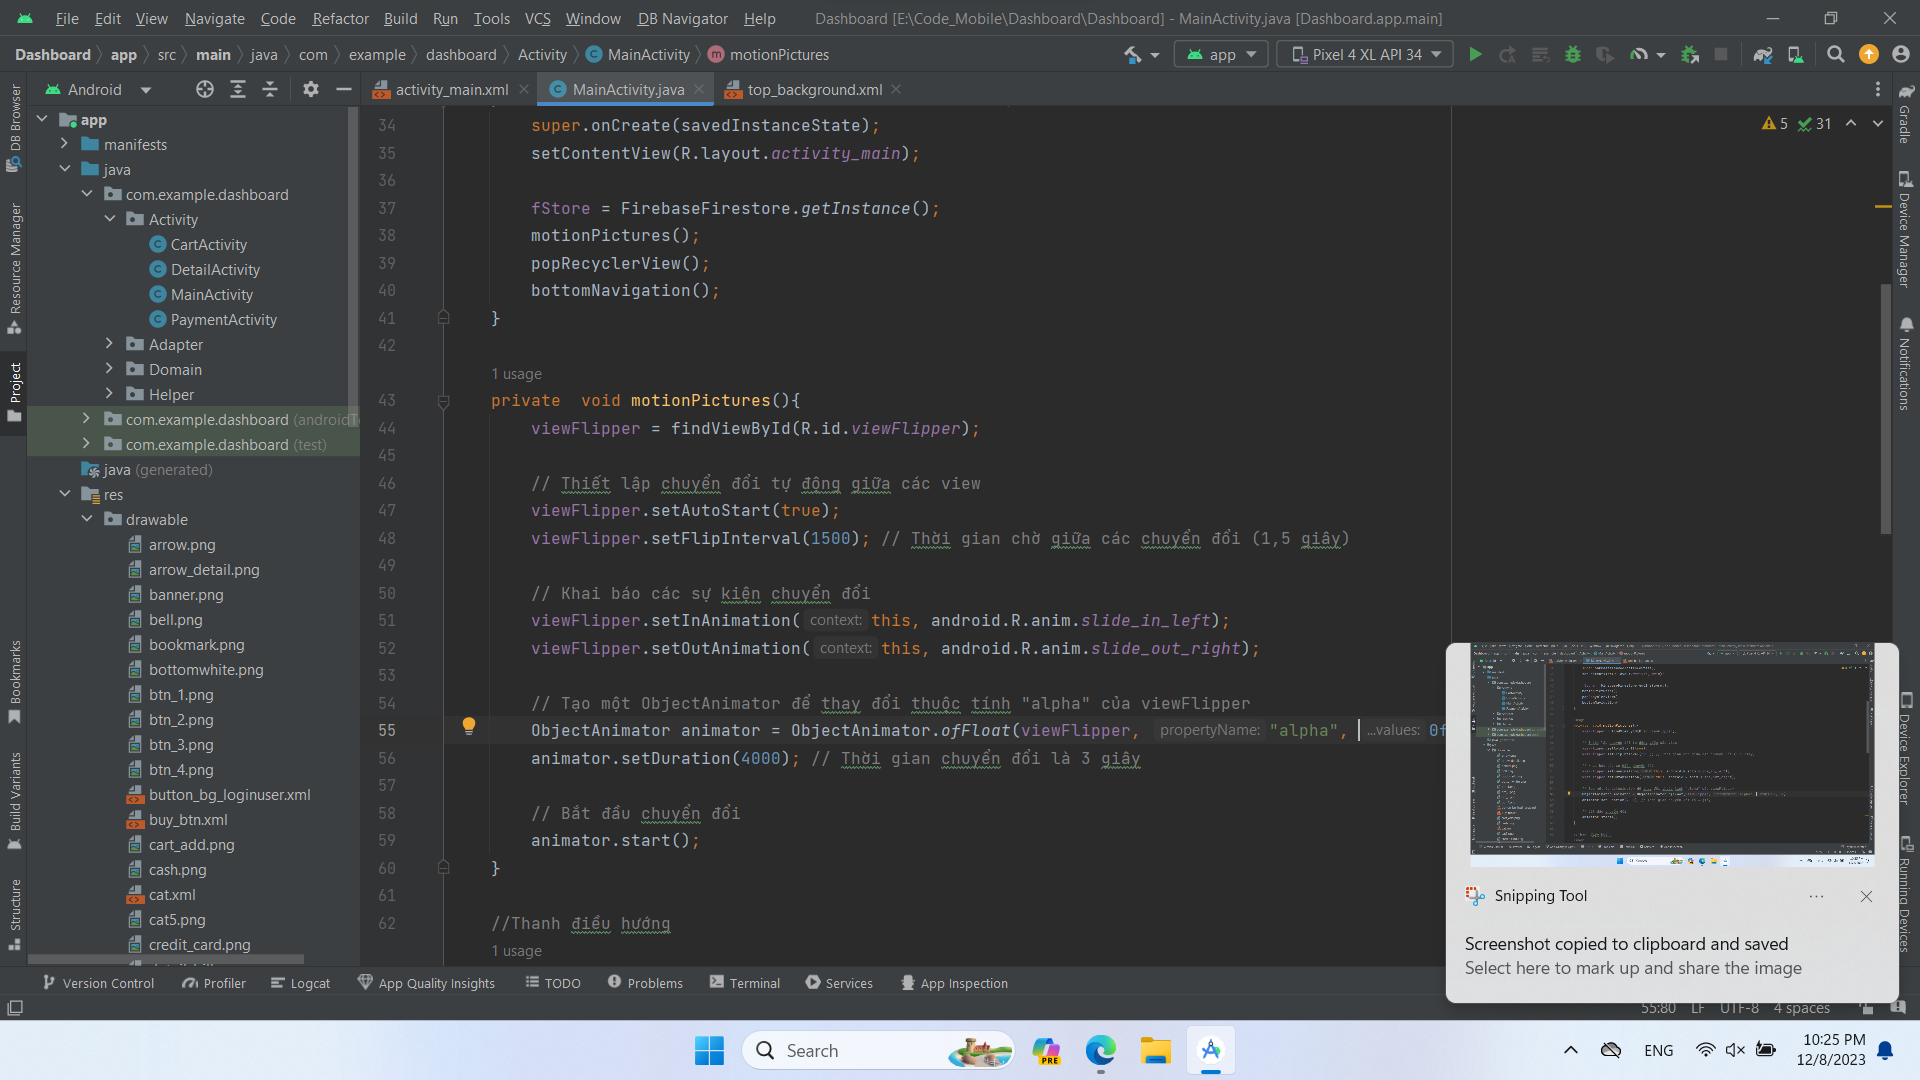 File Edit View Navigate Code Refactor Build Run Tools VCS Window DB Navigator Help Dashboard [E:\Code_Mobile\Dashboard\Dashboard] - MainActivity.java [Dashboard.app.main]
Dashboard app src main java com example dashboard Activity MainActivity motionPictures app Pixel 4 XL API 34
Android
activity_main.xml MainActivity.java top_background.xml
DB Browser
Resource Manager
Project
Bookmarks
Build Variants
Structure
app
manifests
java
com.example.dashboard
Activity
CartActivity
DetailActivity
MainActivity
PaymentActivity
Adapter
Domain
Helper
com.example.dashboard (androidT
com.example.dashboard (test)
java (generated)
res
drawable
arrow.png
arrow_detail.png
banner.png
bell.png
bookmark.png
bottomwhite.png
btn_1.png
btn_2.png
btn_3.png
btn_4.png
button_bg_loginuser.xml
buy_btn.xml
cart_add.png
cash.png
cat.xml
cat5.png
credit_card.png
5 31
34 super.onCreate(savedInstanceState);
35 setContentView(R.layout.activity_main);
36
37 fStore = FirebaseFirestore.getInstance();
38 motionPictures();
39 popRecyclerView();
40 bottomNavigation();
41 }
42
1 usage
43 private  void motionPictures(){
44 viewFlipper = findViewById(R.id.viewFlipper);
45
46 // Thiết lập chuyển đổi tự động giữa các view
47 viewFlipper.setAutoStart(true);
48 viewFlipper.setFlipInterval(1500); // Thời gian chờ giữa các chuyển đổi (1,5 giây)
49
50 // Khai báo các sự kiện chuyển đổi
51 viewFlipper.setInAnimation( context: this, android.R.anim.slide_in_left);
52 viewFlipper.setOutAnimation( context: this, android.R.anim.slide_out_right);
53
54 // Tạo một ObjectAnimator để thay đổi thuộc tính "alpha" của viewFlipper
55 ObjectAnimator animator = ObjectAnimator.ofFloat(viewFlipper, propertyName: "alpha", ...values: 0f
56 animator.setDuration(4000); // Thời gian chuyển đổi là 3 giây
57
58 // Bắt đầu chuyển đổi
59 animator.start();
60 }
61
62 //Thanh điều hướng
1 usage
Gradle
Device Manager
Notifications
Device Explorer
Running Devices
Snipping Tool
Screenshot copied to clipboard and saved
Select here to mark up and share the image
Version Control Profiler Logcat App Quality Insights TODO Problems Terminal Services App Inspection
55:80 LF UTF-8 4 spaces
Search
PRE
ENG
10:25 PM
12/8/2023